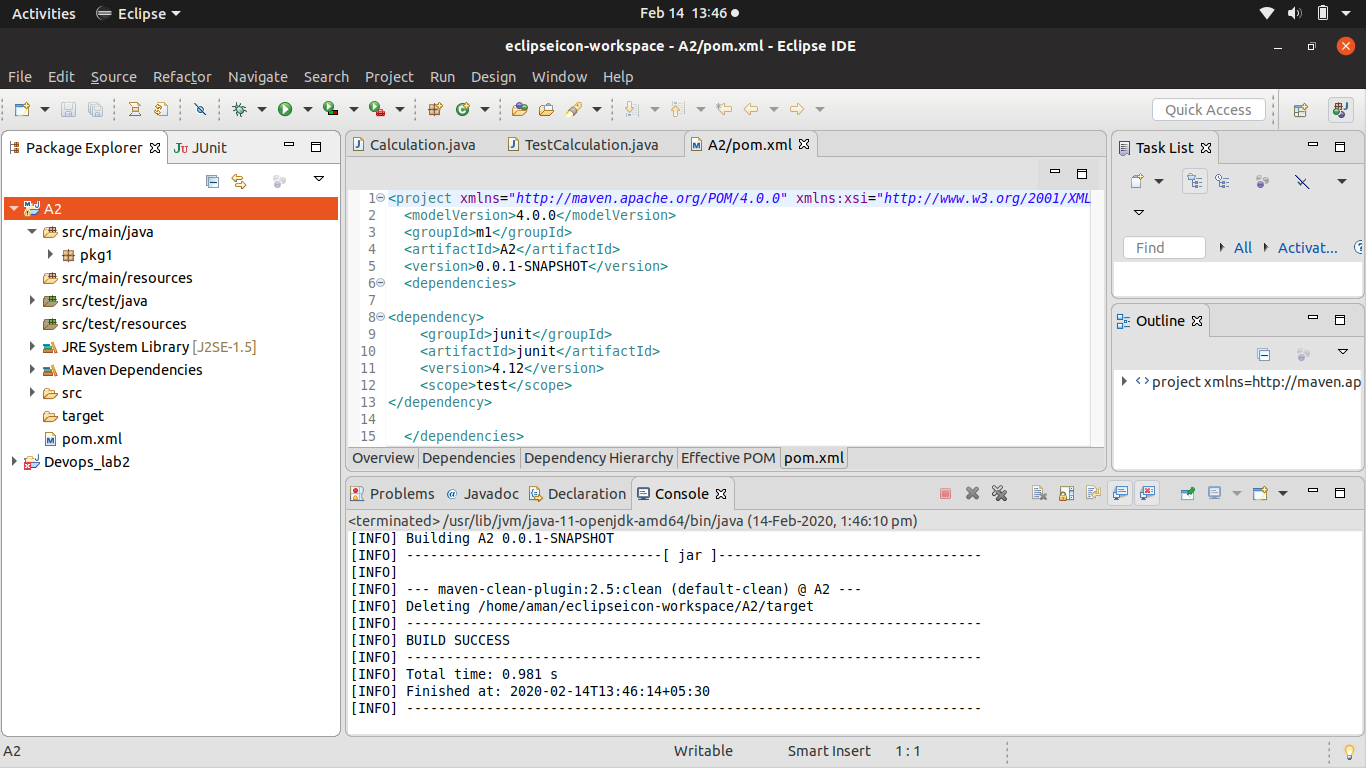 Activities Eclipse Feb 14 13:46
eclipseicon-workspace - A2/pom.xml - Eclipse IDE
File Edit Source Refactor Navigate Search Project Run Design Window Help
Quick Access
Package Explorer JUnit
A2
src/main/java
pkg1
src/main/resources
src/test/java
src/test/resources
JRE System Library [J2SE-1.5]
Maven Dependencies
src
target
pom.xml
Devops_lab2
Calculation.java TestCalculation.java A2/pom.xml
1 <project xmlns="http://maven.apache.org/POM/4.0.0" xmlns:xsi="http://www.w3.org/2001/XML
2 <modelVersion>4.0.0</modelVersion>
3 <groupId>m1</groupId>
4 <artifactId>A2</artifactId>
5 <version>0.0.1-SNAPSHOT</version>
6 <dependencies>
7
8 <dependency>
9 <groupId>junit</groupId>
10 <artifactId>junit</artifactId>
11 <version>4.12</version>
12 <scope>test</scope>
13 </dependency>
14
15 </dependencies>
Overview Dependencies Dependency Hierarchy Effective POM pom.xml
Task List
Find All Activat...
Outline
project xmlns=http://maven.ap
Problems Javadoc Declaration Console
<terminated> /usr/lib/jvm/java-11-openjdk-amd64/bin/java (14-Feb-2020, 1:46:10 pm)
[INFO] Building A2 0.0.1-SNAPSHOT
[INFO] --------------------------------[ jar ]---------------------------------
[INFO]
[INFO] --- maven-clean-plugin:2.5:clean (default-clean) @ A2 ---
[INFO] Deleting /home/aman/eclipseicon-workspace/A2/target
[INFO] ------------------------------------------------------------------------
[INFO] BUILD SUCCESS
[INFO] ------------------------------------------------------------------------
[INFO] Total time: 0.981 s
[INFO] Finished at: 2020-02-14T13:46:14+05:30
[INFO] ------------------------------------------------------------------------
A2 Writable Smart Insert 1 : 1